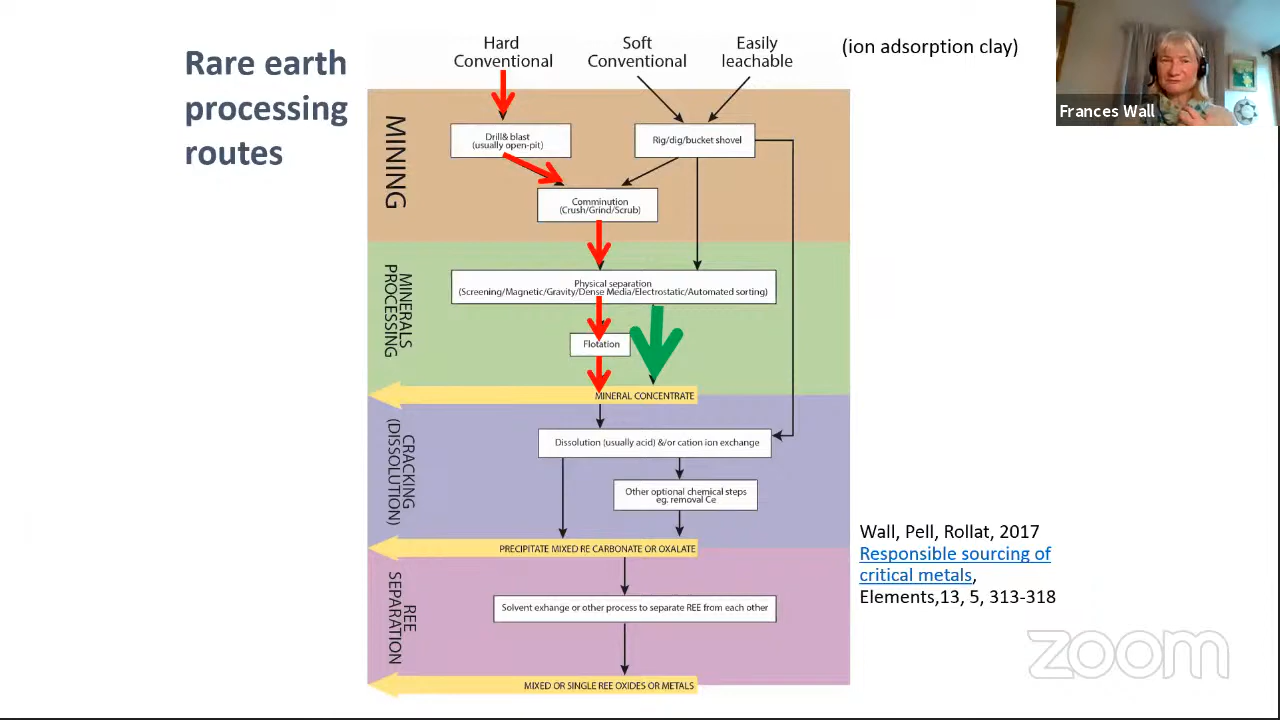 Rare earth
processing
routes
Hard
Conventional
Soft
Conventional
Easily
leachable
(ion adsorption clay)
Frances Wall
MINING
Drill& blast
(usually open-pit)
Rig/dig/bucket shovel
Comminution
(Crush/Grind/Scrub)
MINERALS
PROCESSING
Physical separation
(Screening/Magnetic/Gravity/Dense Media/Electrostatic/Automated sorting)
Flotation
MINERAL CONCENTRATE
CRACKING
(DISSOLUTION)
Dissolution (usually acid) &/or cation ion exchange
Other optional chemical steps
eg. removal Ce
PRECIPITATE MIXED RE CARBONATE OR OXALATE
REE
SEPARATION
Solvent exhange or other process to separate REE from each other
MIXED OR SINGLE REE OXIDES OR METALS
Wall, Pell, Rollat, 2017
Responsible sourcing of
critical metals,
Elements,13, 5, 313-318
zoom